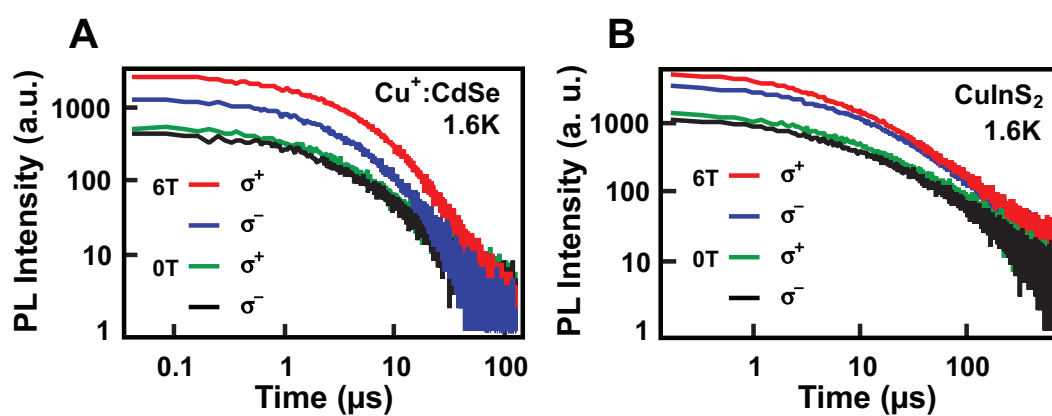 A
PL Intensity (a.u.)
1000
100
10
1
Cu⁺:CdSe
1.6K
6T σ⁺
σ⁻
0T σ⁺
σ⁻
0.1 1 10 100
Time (µs)
B
PL Intensity (a. u.)
1000
100
10
1
CuInS₂
1.6K
6T σ⁺
σ⁻
0T σ⁺
σ⁻
1 10 100
Time (µs)